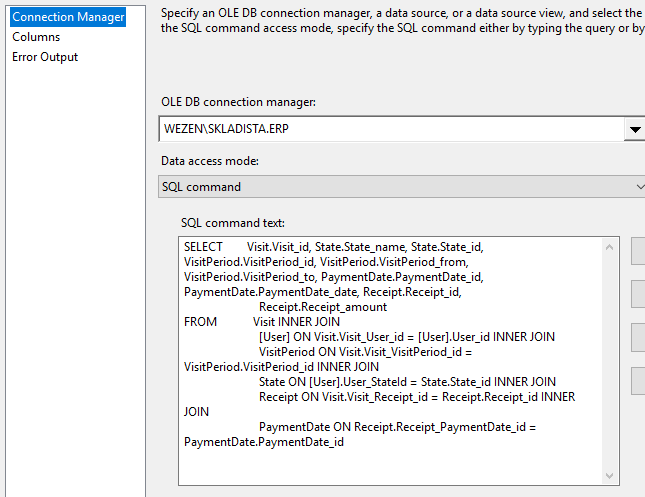 Connection Manager
Columns
Error Output
Specify an OLE DB connection manager, a data source, or a data source view, and select the
the SQL command access mode, specify the SQL command either by typing the query or by
OLE DB connection manager:
WEZEN\SKLADISTA.ERP
Data access mode:
SQL command
SQL command text:
SELECT Visit.Visit_id, State.State_name, State.State_id,
VisitPeriod.VisitPeriod_id, VisitPeriod.VisitPeriod_from,
VisitPeriod.VisitPeriod_to, PaymentDate.PaymentDate_id,
PaymentDate.PaymentDate_date, Receipt.Receipt_id,
Receipt.Receipt_amount
FROM Visit INNER JOIN
[User] ON Visit.Visit_User_id = [User].User_id INNER JOIN
VisitPeriod ON Visit.Visit_VisitPeriod_id =
VisitPeriod.VisitPeriod_id INNER JOIN
State ON [User].User_StateId = State.State_id INNER JOIN
Receipt ON Visit.Visit_Receipt_id = Receipt.Receipt_id INNER
JOIN
PaymentDate ON Receipt.Receipt_PaymentDate_id =
PaymentDate.PaymentDate_id